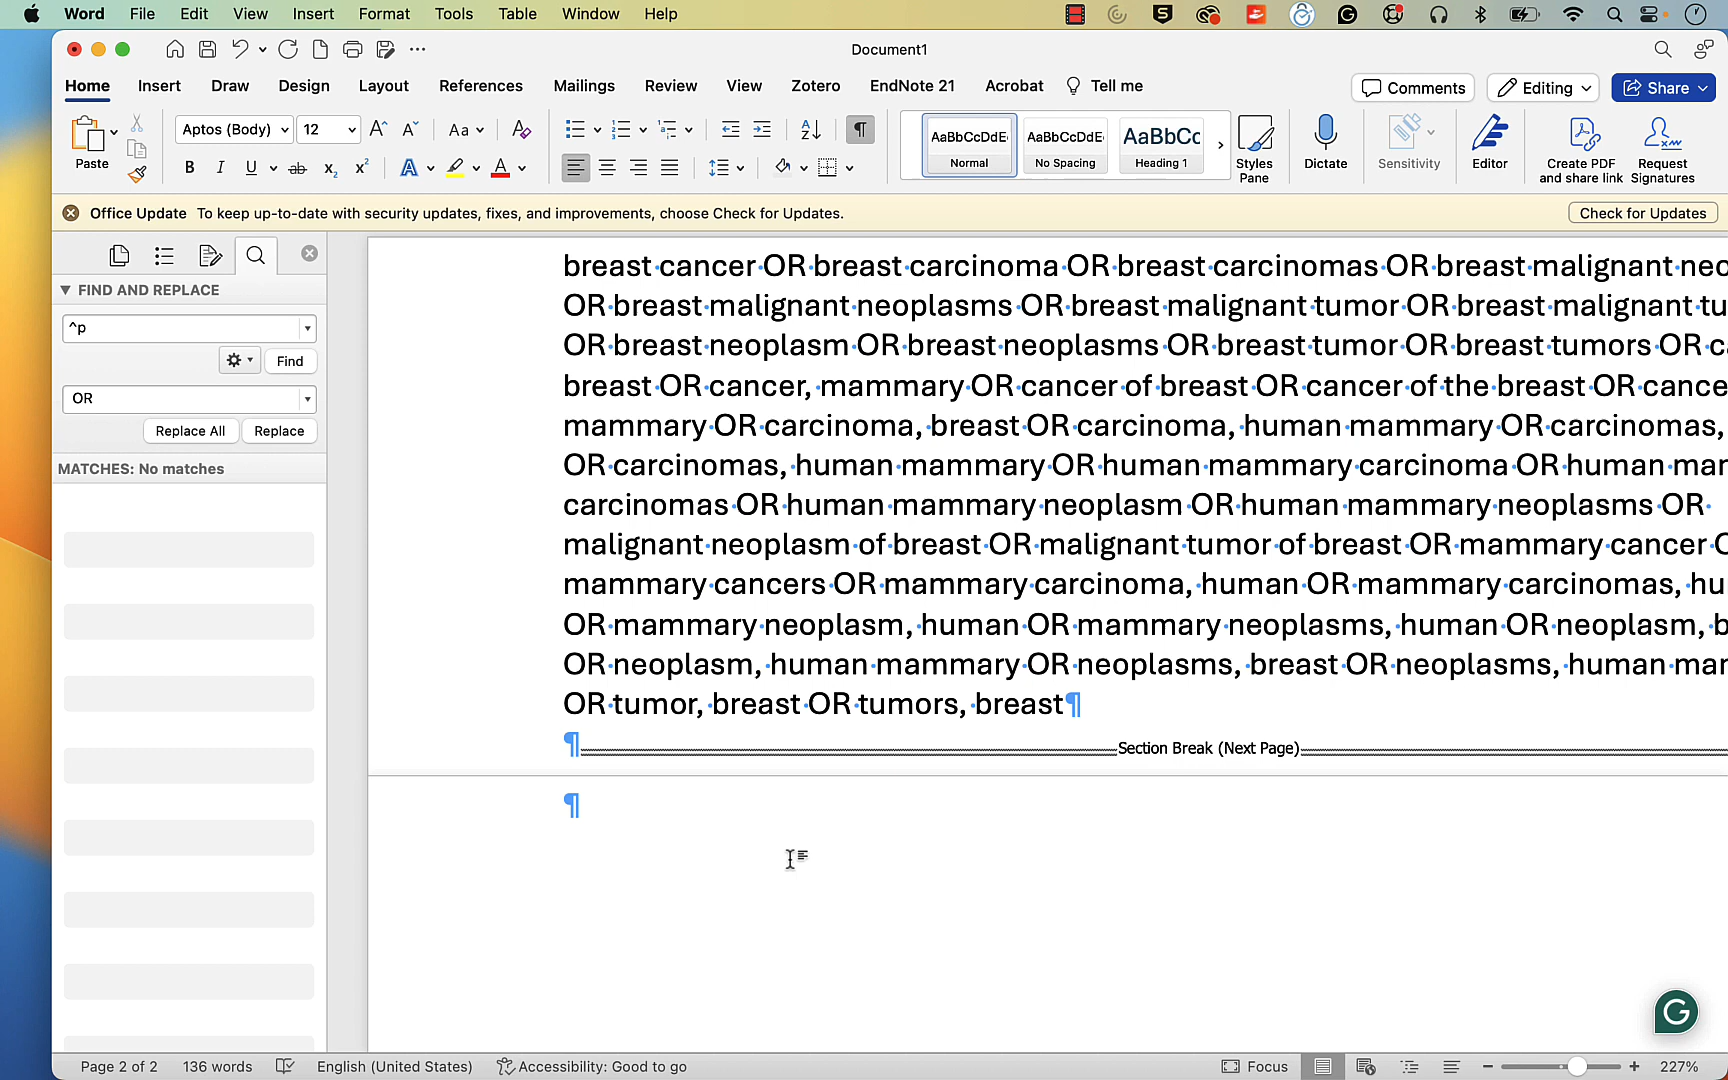 Word File Edit View Insert Format Tools Table Window Help
Document1
Home Insert Draw Design Layout References Mailings Review View Zotero EndNote 21 Acrobat Tell me Comments Editing Share
Paste Aptos (Body) 12 Aa
B I U ab x₂ x² A A
AaBbCcDdE AaBbCcDdE AaBbCc
Normal No Spacing Heading 1
Styles Pane
Dictate
Sensitivity
Editor
Create PDF and share link
Request Signatures
Office Update To keep up-to-date with security updates, fixes, and improvements, choose Check for Updates. Check for Updates
FIND AND REPLACE
^p
Find
OR
Replace All Replace
MATCHES: No matches
breast cancer OR breast carcinoma OR breast carcinomas OR breast malignant neo
OR breast malignant neoplasms OR breast malignant tumor OR breast malignant tu
OR breast neoplasm OR breast neoplasms OR breast tumor OR breast tumors OR ca
breast OR cancer, mammary OR cancer of breast OR cancer of the breast OR cance
mammary OR carcinoma, breast OR carcinoma, human mammary OR carcinomas,
OR carcinomas, human mammary OR human mammary carcinoma OR human mar
carcinomas OR human mammary neoplasm OR human mammary neoplasms OR
malignant neoplasm of breast OR malignant tumor of breast OR mammary cancer O
mammary cancers OR mammary carcinoma, human OR mammary carcinomas, hu
OR mammary neoplasm, human OR mammary neoplasms, human OR neoplasm, b
OR neoplasm, human mammary OR neoplasms, breast OR neoplasms, human mar
OR tumor, breast OR tumors, breast¶
¶ Section Break (Next Page)
¶
Page 2 of 2 136 words English (United States) Accessibility: Good to go Focus 227%